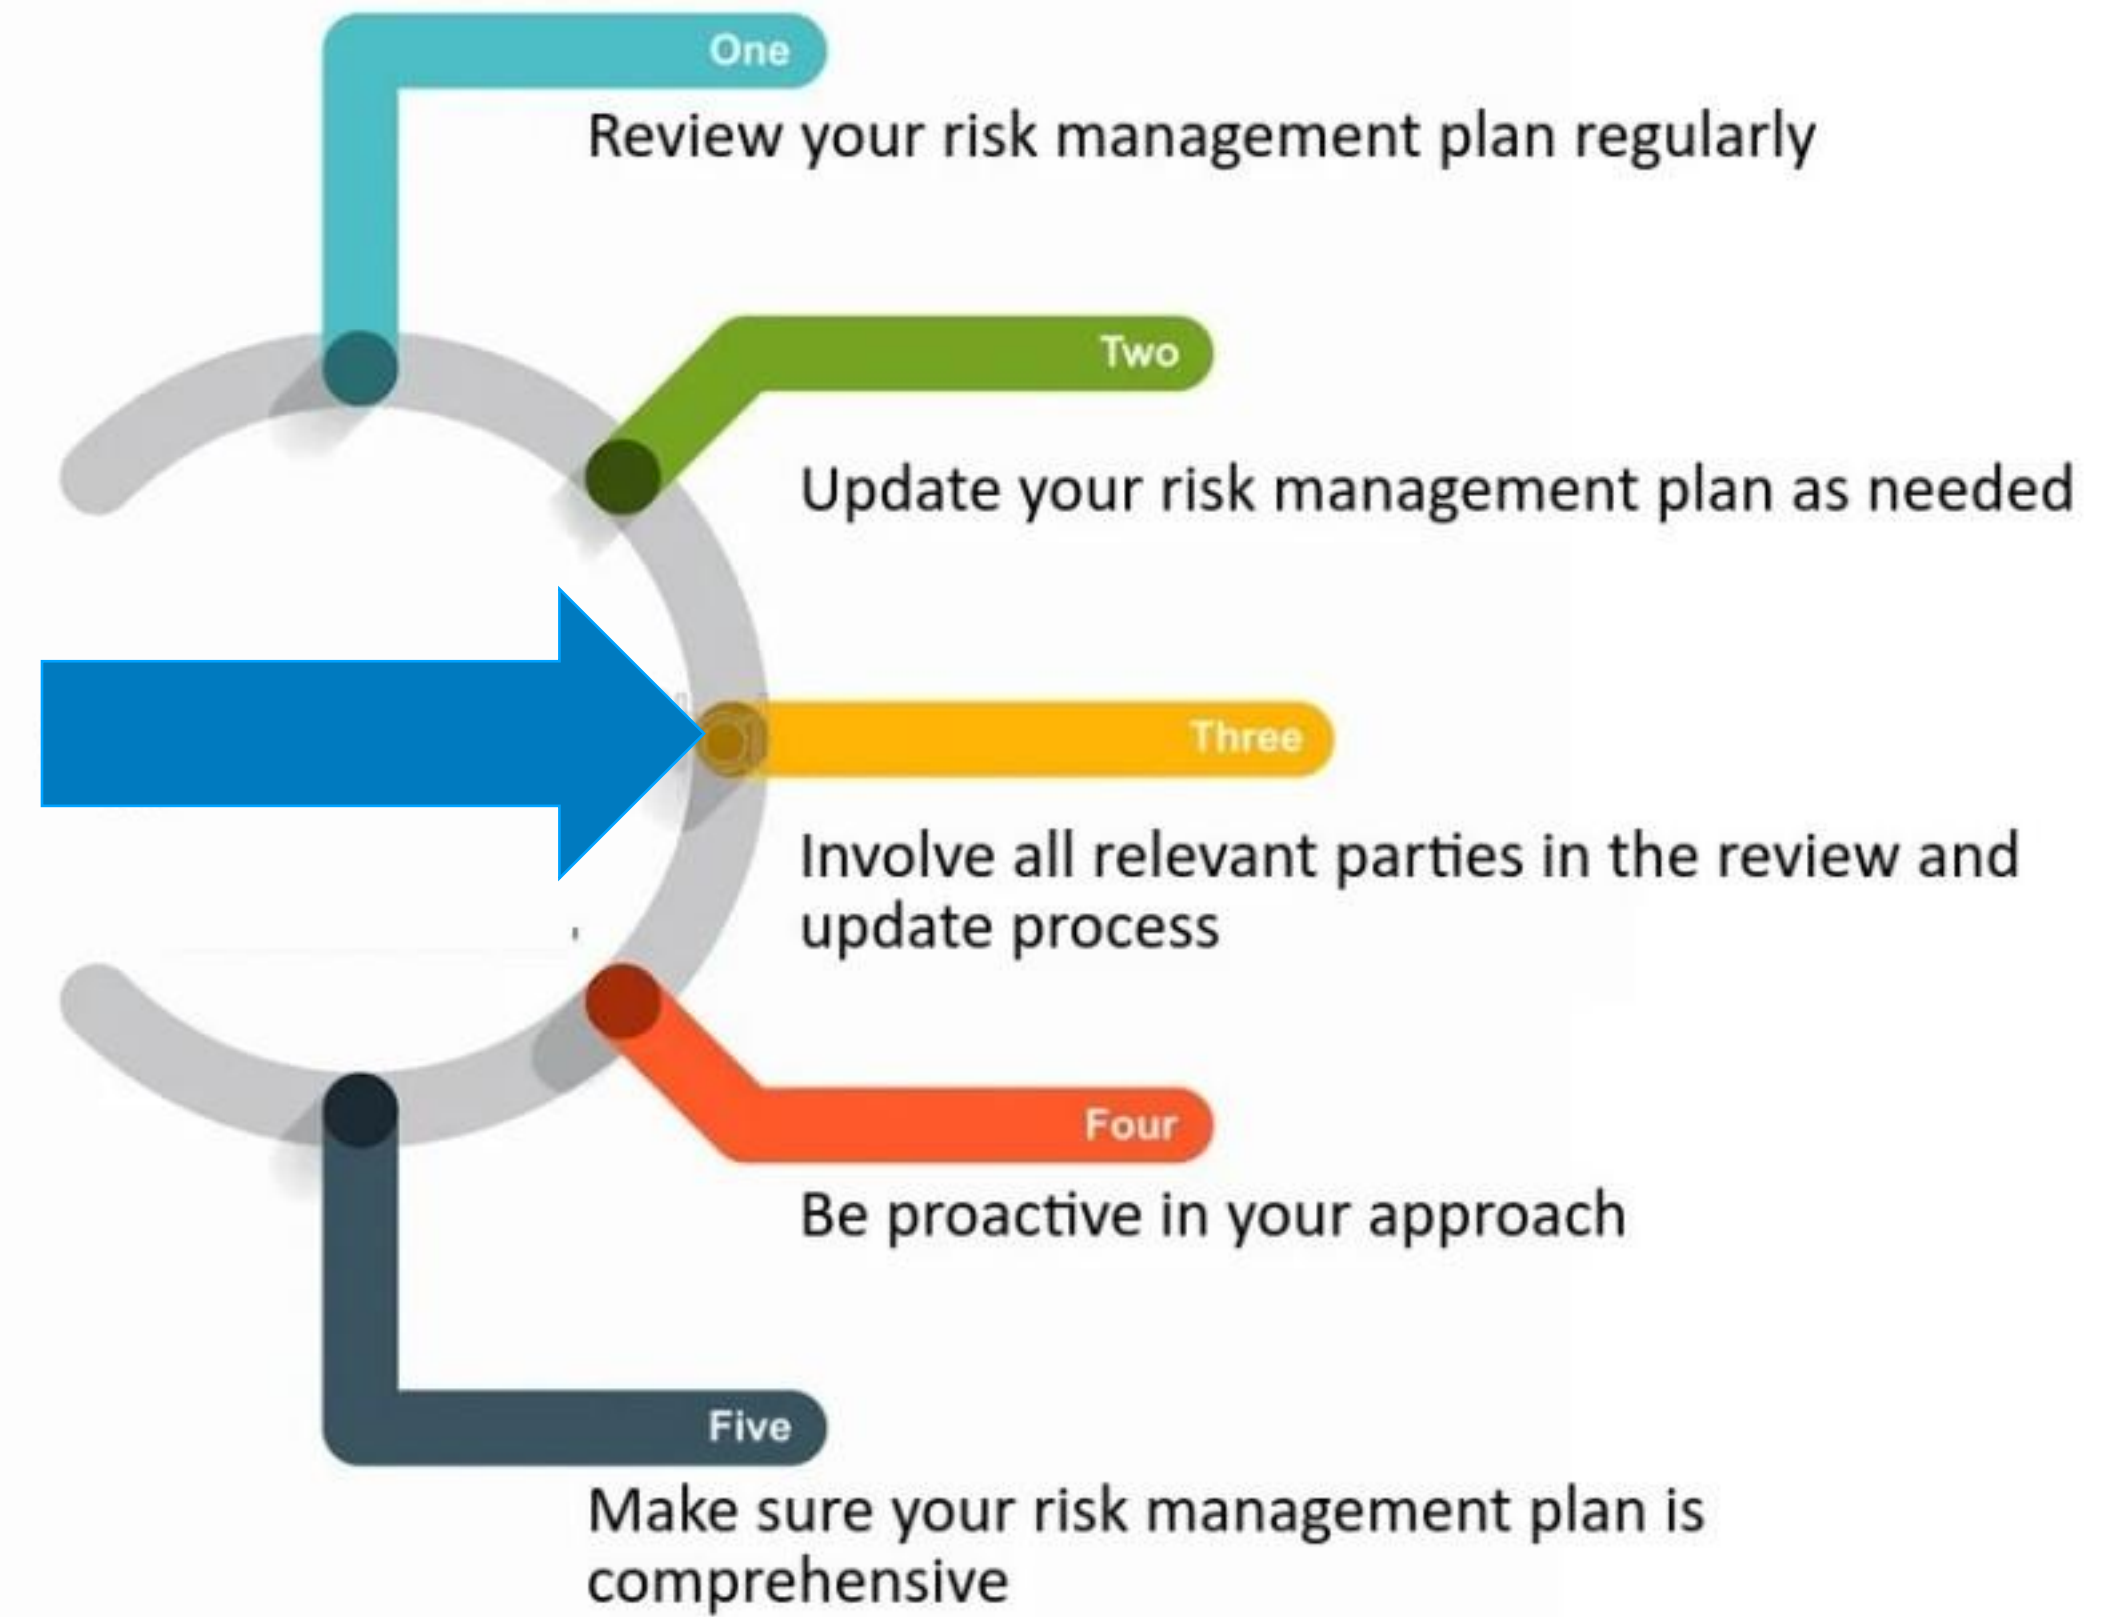 One
Review your risk management plan regularly
Two
Update your risk management plan as needed
Three
Involve all relevant parties in the review and
update process
Four
Be proactive in your approach
Five
Make sure your risk management plan is
comprehensive